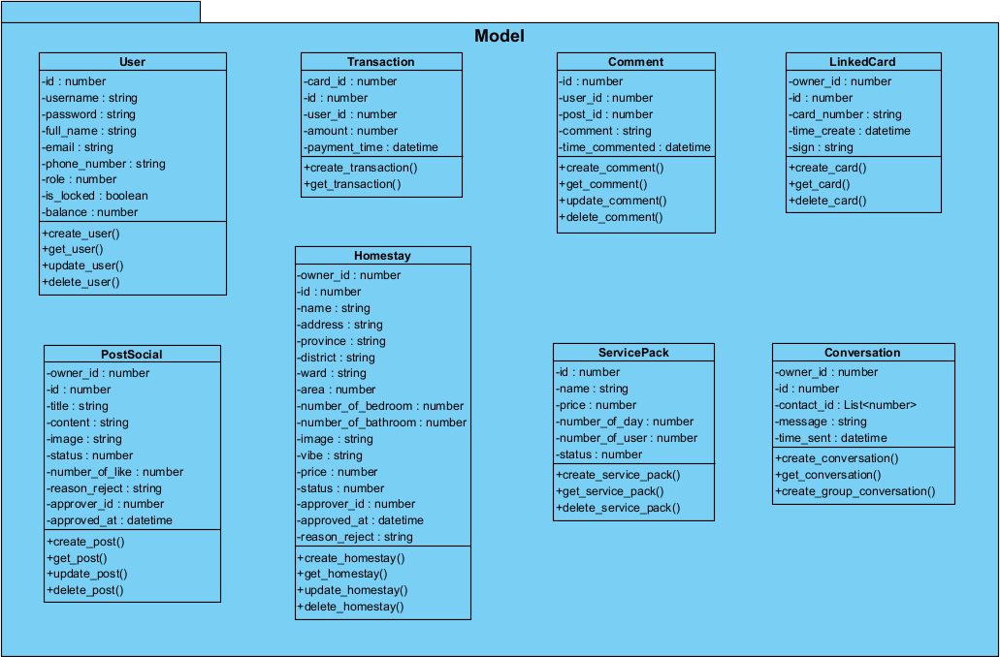 Model
User
-id : number
-username : string
-password : string
-full_name : string
-email : string
-phone_number : string
-role : number
-is_locked : boolean
-balance : number
+create_user()
+get_user()
+update_user()
+delete_user()
Transaction
-card_id : number
-id : number
-user_id : number
-amount : number
-payment_time : datetime
+create_transaction()
+get_transaction()
Comment
-id : number
-user_id : number
-post_id : number
-comment : string
-time_commented : datetime
+create_comment()
+get_comment()
+update_comment()
+delete_comment()
LinkedCard
-owner_id : number
-id : number
-card_number : string
-time_create : datetime
-sign : string
+create_card()
+get_card()
+delete_card()
PostSocial
-owner_id : number
-id : number
-title : string
-content : string
-image : string
-status : number
-number_of_like : number
-reason_reject : string
-approver_id : number
-approved_at : datetime
+create_post()
+get_post()
+update_post()
+delete_post()
Homestay
-owner_id : number
-id : number
-name : string
-address : string
-province : string
-district : string
-ward : string
-area : number
-number_of_bedroom : number
-number_of_bathroom : number
-image : string
-vibe : string
-price : number
-status : number
-approver_id : number
-approved_at : datetime
-reason_reject : string
+create_homestay()
+get_homestay()
+update_homestay()
+delete_homestay()
ServicePack
-id : number
-name : string
-price : number
-number_of_day : number
-number_of_user : number
-status : number
+create_service_pack()
+get_service_pack()
+delete_service_pack()
Conversation
-owner_id : number
-id : number
-contact_id : List<number>
-message : string
-time_sent : datetime
+create_conversation()
+get_conversation()
+create_group_conversation()